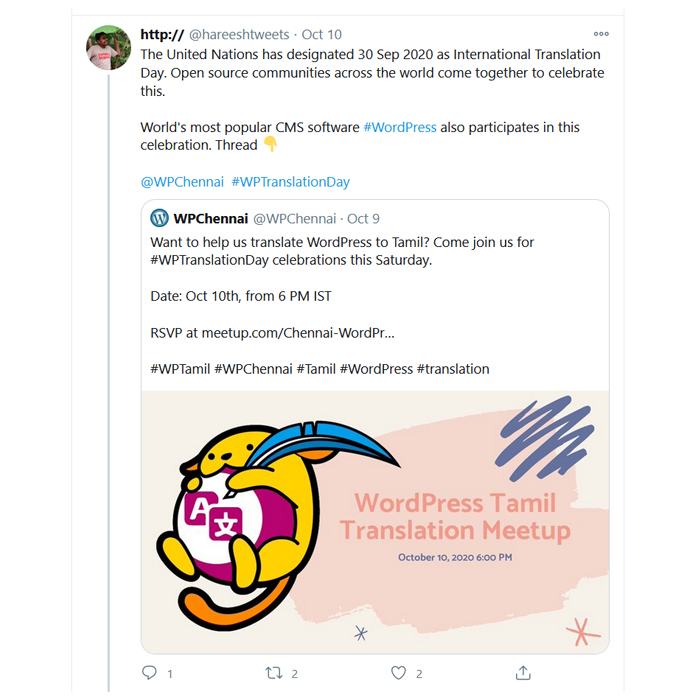 http:// @hareeshtweets · Oct 10
The United Nations has designated 30 Sep 2020 as International Translation
Day. Open source communities across the world come together to celebrate
this.
World's most popular CMS software #WordPress also participates in this
celebration. Thread 👇
@WPChennai #WPTranslationDay
WPChennai @WPChennai · Oct 9
Want to help us translate WordPress to Tamil? Come join us for
#WPTranslationDay celebrations this Saturday.
Date: Oct 10th, from 6 PM IST
RSVP at meetup.com/Chennai-WordPr...
#WPTamil #WPChennai #Tamil #WordPress #translation
A
文
WordPress Tamil
Translation Meetup
October 10, 2020 6:00 PM
1 2 2